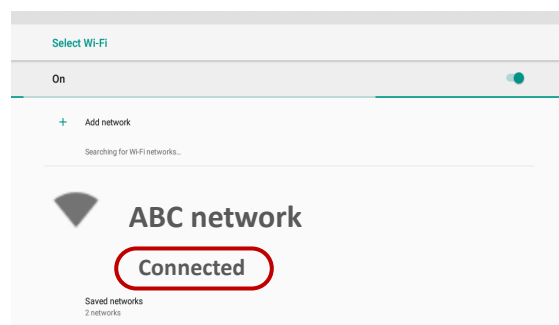 Select Wi-Fi
On
+ Add network
Searching for Wi-Fi networks...
ABC network
Connected
Saved networks
2 networks